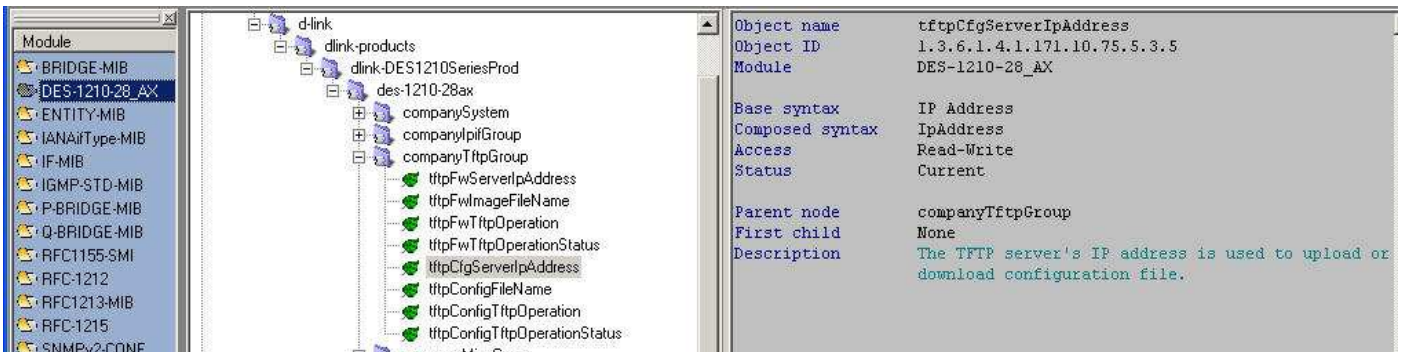 Module
BRIDGE-MIB
DES-1210-28_AX
ENTITY-MIB
IANAifType-MIB
IF-MIB
IGMP-STD-MIB
P-BRIDGE-MIB
Q-BRIDGE-MIB
RFC1155-SMI
RFC-1212
RFC1213-MIB
RFC-1215
SNMPv2-CONF
d-link
dlink-products
dlink-DES1210SeriesProd
des-1210-28ax
companySystem
companyIpifGroup
companyTftpGroup
tftpFwServerIpAddress
tftpFwImageFileName
tftpFwTftpOperation
tftpFwTftpOperationStatus
tftpCfgServerIpAddress
tftpConfigFileName
tftpConfigTftpOperation
tftpConfigTftpOperationStatus
Object name tftpCfgServerIpAddress
Object ID 1.3.6.1.4.1.171.10.75.5.3.5
Module DES-1210-28_AX
Base syntax IP Address
Composed syntax IpAddress
Access Read-Write
Status Current
Parent node companyTftpGroup
First child None
Description The TFTP server's IP address is used to upload or
download configuration file.